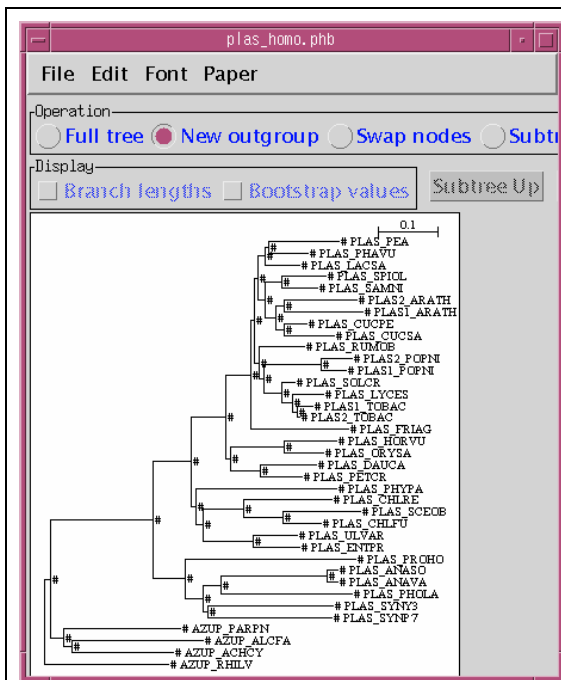 plas_homo.phb
File Edit Font Paper
Operation
Full tree New outgroup Swap nodes Subt
Display
Branch lengths Bootstrap values Subtree Up
0.1
# PLAS_PEA
# PLAS_PHAVU
# PLAS_LACSA
# PLAS_SPIOL
# PLAS_SAMNI
# PLAS2_ARATH
# PLAS1_ARATH
# PLAS_CUCPE
# PLAS_CUCSA
# PLAS_RUMOB
# PLAS2_POPNI
# PLAS1_POPNI
# PLAS_SOLCR
# PLAS_LYCES
# PLAS1_TOBAC
# PLAS2_TOBAC
# PLAS_FRIAG
# PLAS_HORVU
# PLAS_ORYSA
# PLAS_DAUCA
# PLAS_PETCR
# PLAS_PHYPA
# PLAS_CHLRE
# PLAS_SCEOB
# PLAS_CHLFU
# PLAS_ULVAR
# PLAS_ENTPR
# PLAS_PROHO
# PLAS_ANASO
# PLAS_ANAVA
# PLAS_PHOLA
# PLAS_SYNY3
# PLAS_SYNP7
# AZUP_PARPN
# AZUP_ALCFA
# AZUP_ACHCY
# AZUP_RHILV